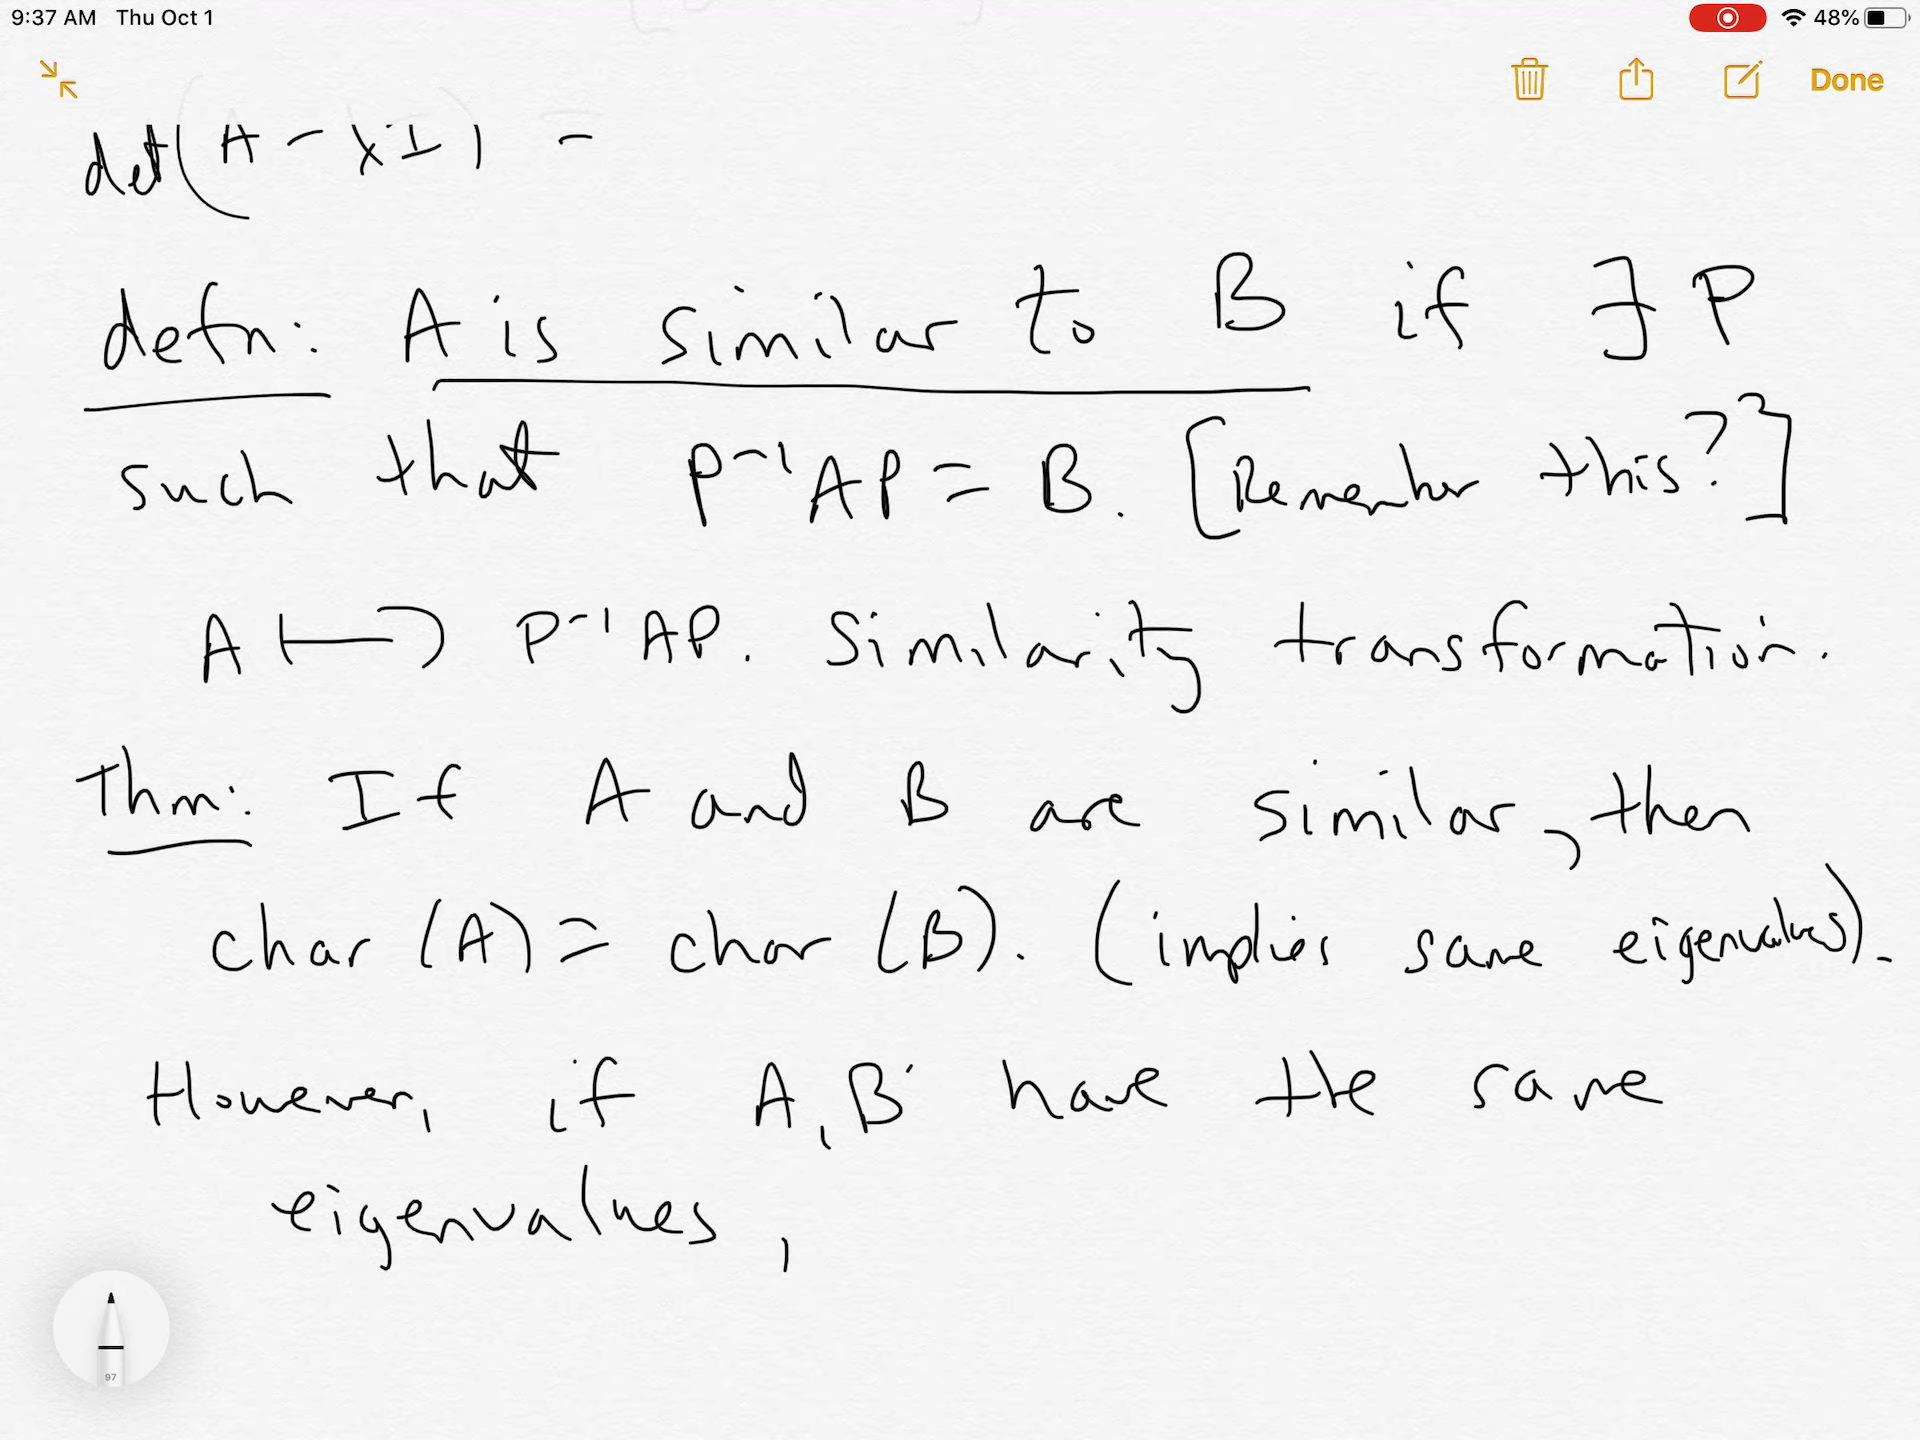 9:37 AM Thu Oct 1 48%
Done
det(A - λI) =
defn: A is similar to B if ∃ P
such that P⁻¹AP = B. [Remember this?]
A ↦ P⁻¹AP. Similarity transformation.
Thm: If A and B are similar, then
char (A) = char (B). (implies same eigenvalues).
However, if A, B have the same
eigenvalues,
97